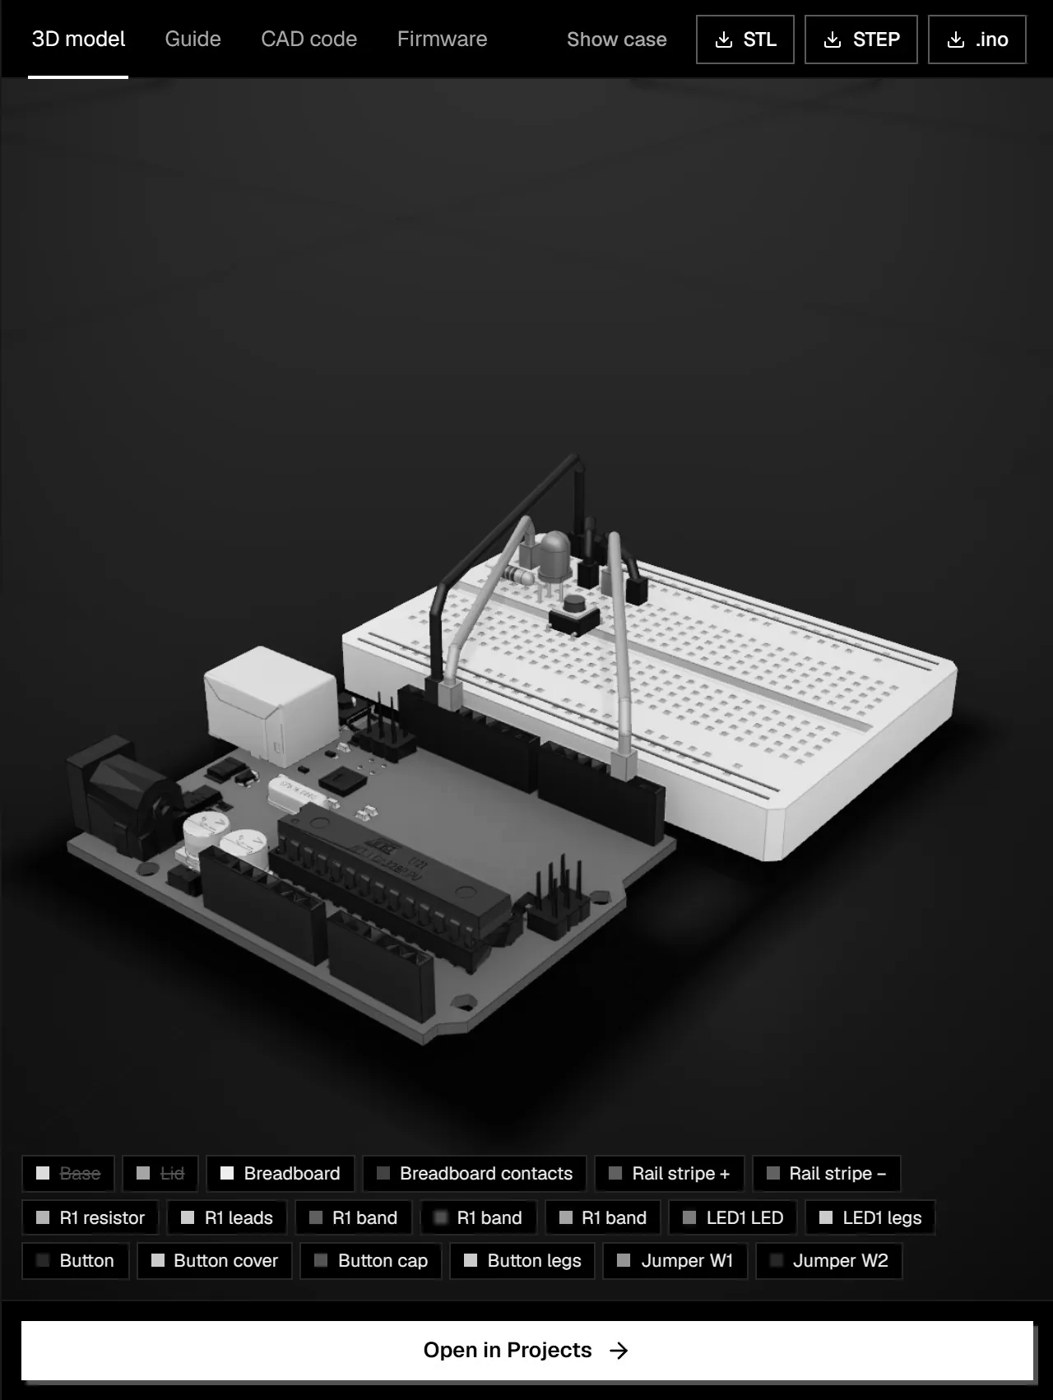 3D model Guide CAD code Firmware Show case STL STEP .ino
Base Lid Breadboard Breadboard contacts Rail stripe + Rail stripe –
R1 resistor R1 leads R1 band R1 band R1 band LED1 LED LED1 legs
Button Button cover Button cap Button legs Jumper W1 Jumper W2
Open in Projects →